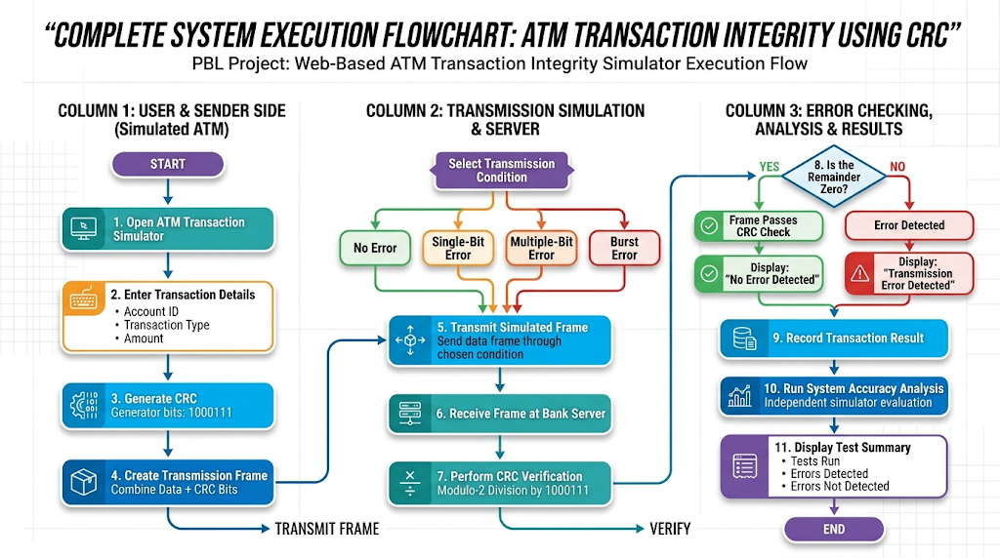 “COMPLETE SYSTEM EXECUTION FLOWCHART: ATM TRANSACTION INTEGRITY USING CRC”
PBL Project: Web-Based ATM Transaction Integrity Simulator Execution Flow
COLUMN 1: USER & SENDER SIDE
(Simulated ATM)
START
1. Open ATM Transaction
Simulator
2. Enter Transaction Details
• Account ID
• Transaction Type
• Amount
110
101
001
111
3. Generate CRC
Generator bits: 1000111
4. Create Transmission Frame
Combine Data + CRC Bits
TRANSMIT FRAME
COLUMN 2: TRANSMISSION SIMULATION
& SERVER
Select Transmission
Condition
No Error
Single-Bit
Error
Multiple-Bit
Error
Burst
Error
5. Transmit Simulated Frame
Send data frame through
chosen condition
6. Receive Frame at Bank Server
7. Perform CRC Verification
Modulo-2 Division by 1000111
VERIFY
COLUMN 3: ERROR CHECKING,
ANALYSIS & RESULTS
8. Is the
Remainder
Zero?
YES
NO
Frame Passes
CRC Check
Error Detected
Display:
“No Error Detected”
Display:
“Transmission
Error Detected”
9. Record Transaction Result
10. Run System Accuracy Analysis
Independent simulator evaluation
11. Display Test Summary
• Tests Run
• Errors Detected
• Errors Not Detected
END